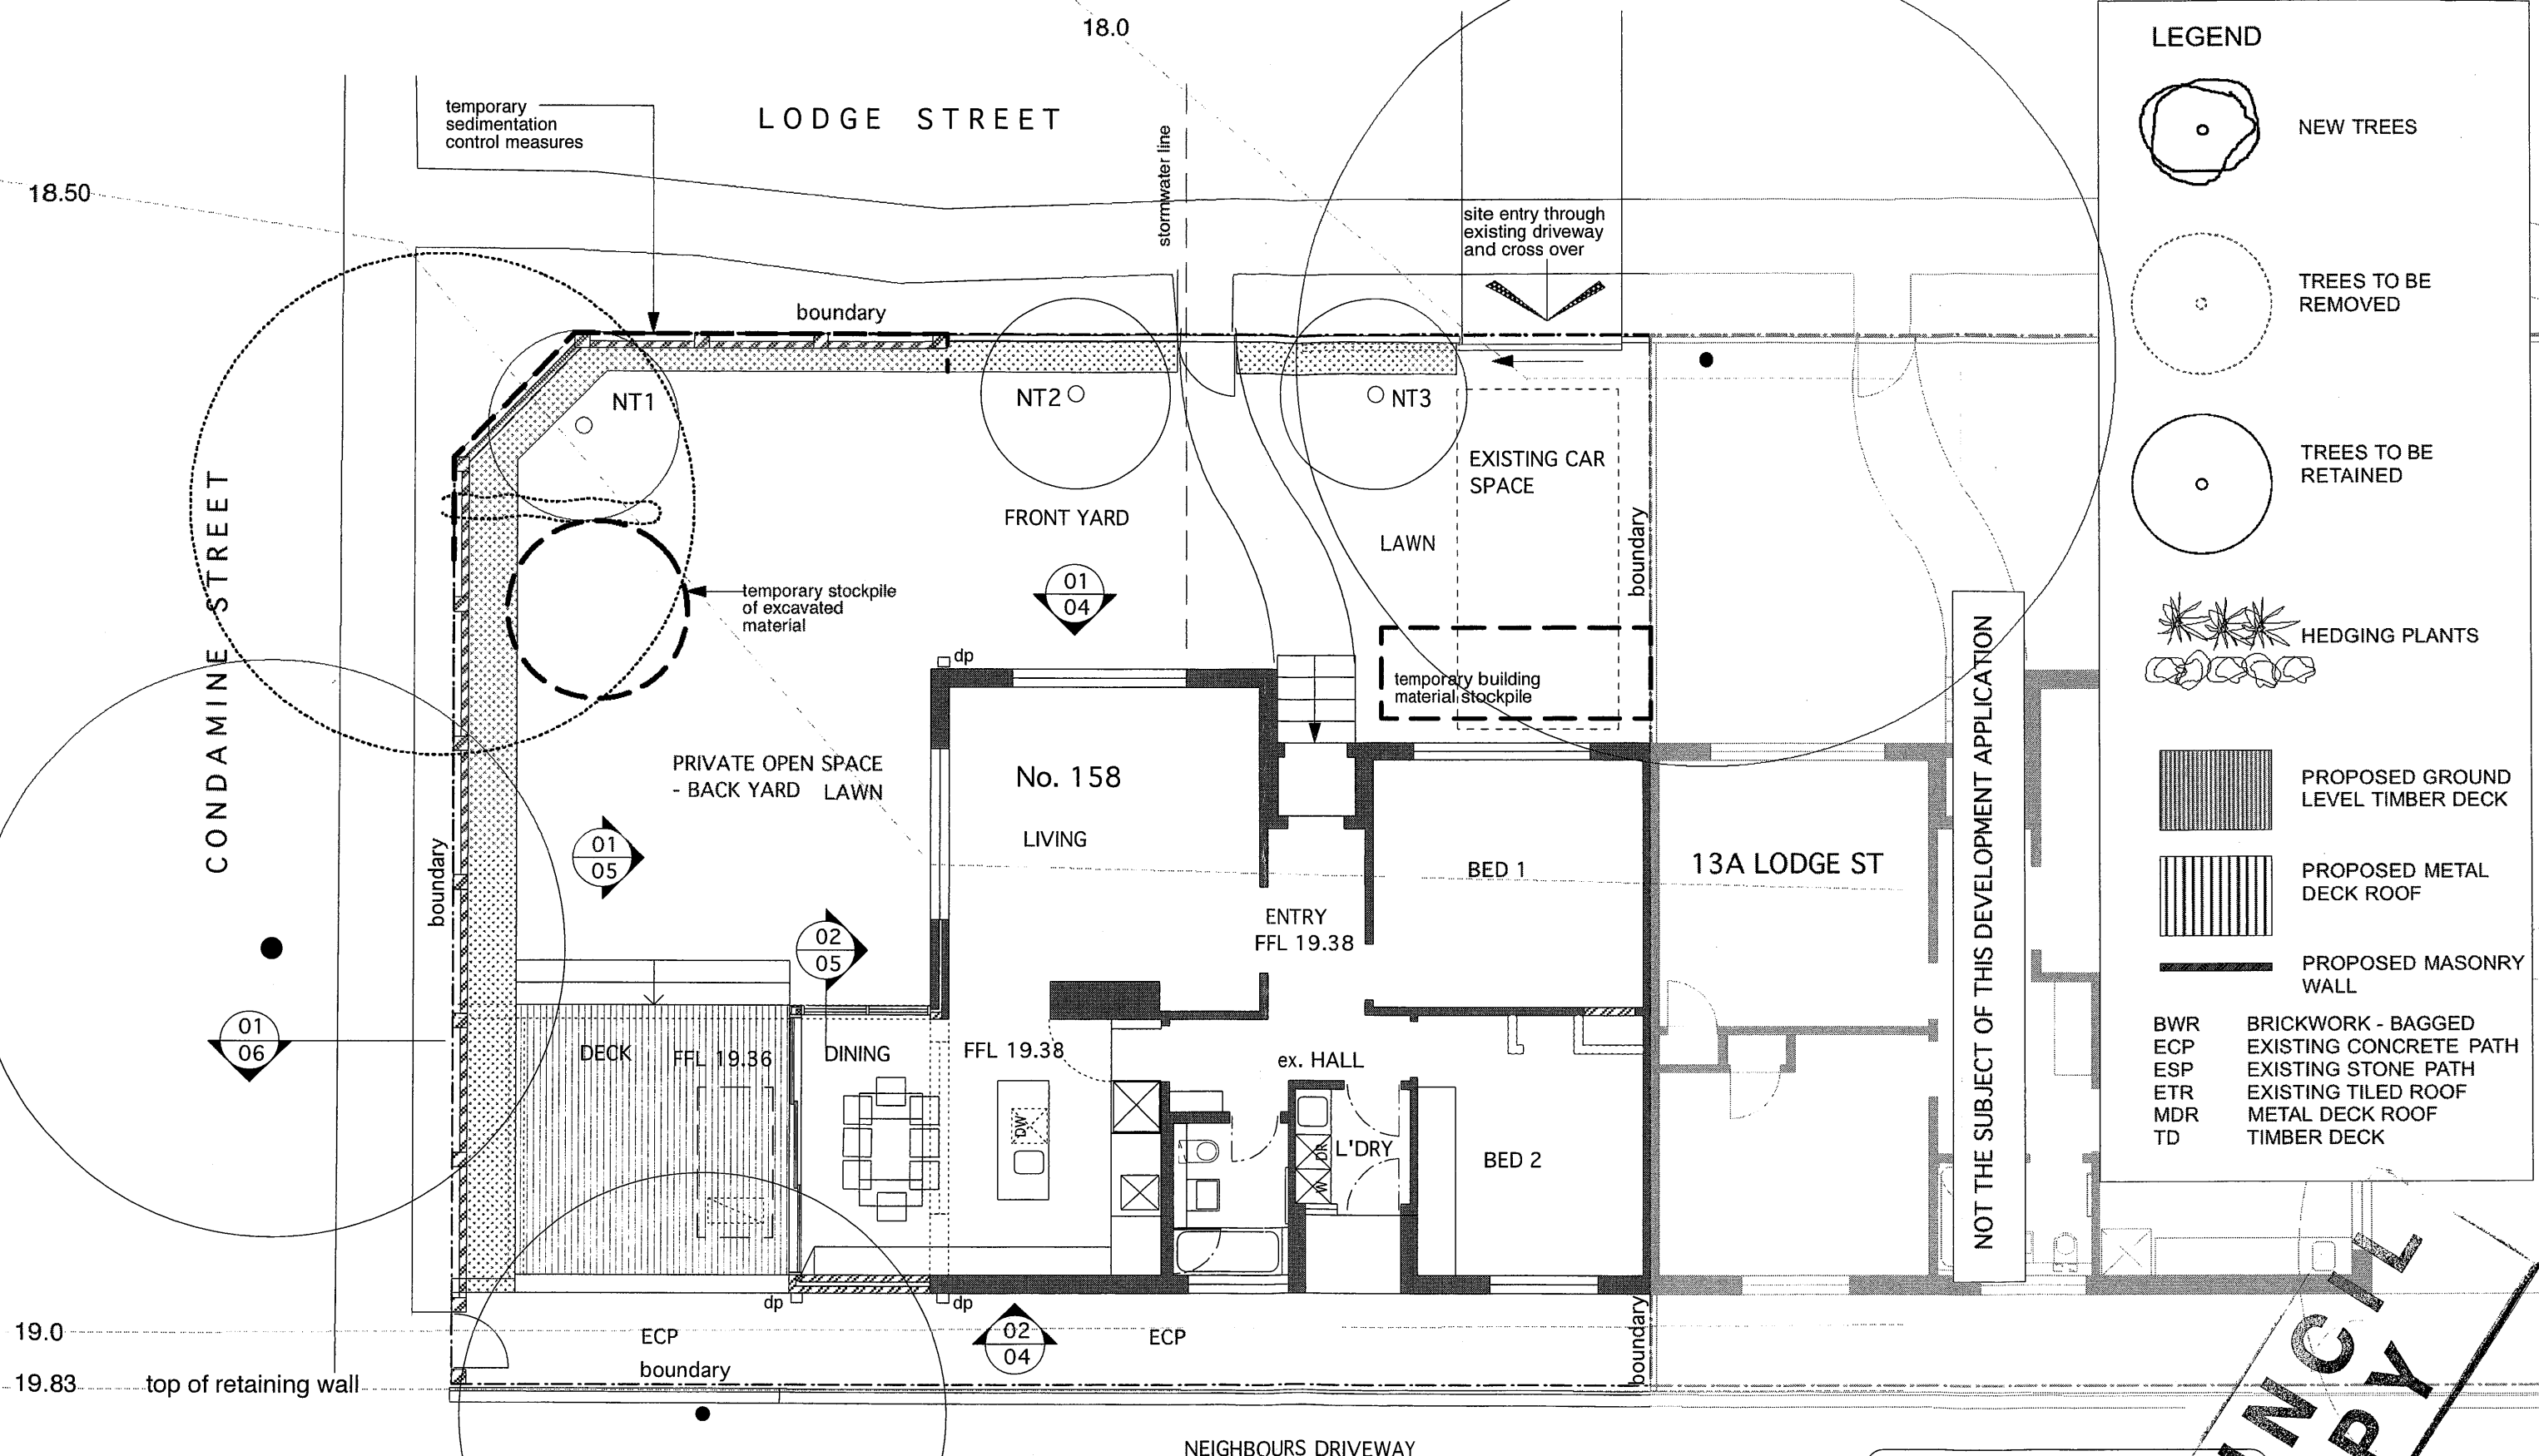 18.0
LEGEND
temporary
sedimentation
control measures
LODGE STREET
stormwater line
NEW TREES
18.50
site entry through
existing driveway
and cross over
TREES TO BE
REMOVED
boundary
NT1
NT2
NT3
EXISTING CAR
SPACE
TREES TO BE
RETAINED
CONDAMINE STREET
FRONT YARD
LAWN
boundary
temporary stockpile
of excavated
material
01
04
HEDGING PLANTS
dp
temporary building
material stockpile
NOT THE SUBJECT OF THIS DEVELOPMENT APPLICATION
PRIVATE OPEN SPACE
- BACK YARD LAWN
No. 158
LIVING
PROPOSED GROUND
LEVEL TIMBER DECK
boundary
01
05
BED 1
13A LODGE ST
PROPOSED METAL
DECK ROOF
02
05
ENTRY
FFL 19.38
PROPOSED MASONRY
WALL
01
06
DECK
FFL 19.36
DINING
FFL 19.38
ex. HALL
BWR BRICKWORK - BAGGED
ECP EXISTING CONCRETE PATH
ESP EXISTING STONE PATH
ETR EXISTING TILED ROOF
MDR METAL DECK ROOF
TD TIMBER DECK
DW
DR
W
L'DRY
BED 2
dp
dp
19.0
ECP
02
04
ECP
boundary
19.83
top of retaining wall
boundary
NEIGHBOURS DRIVEWAY
NCIL
PY